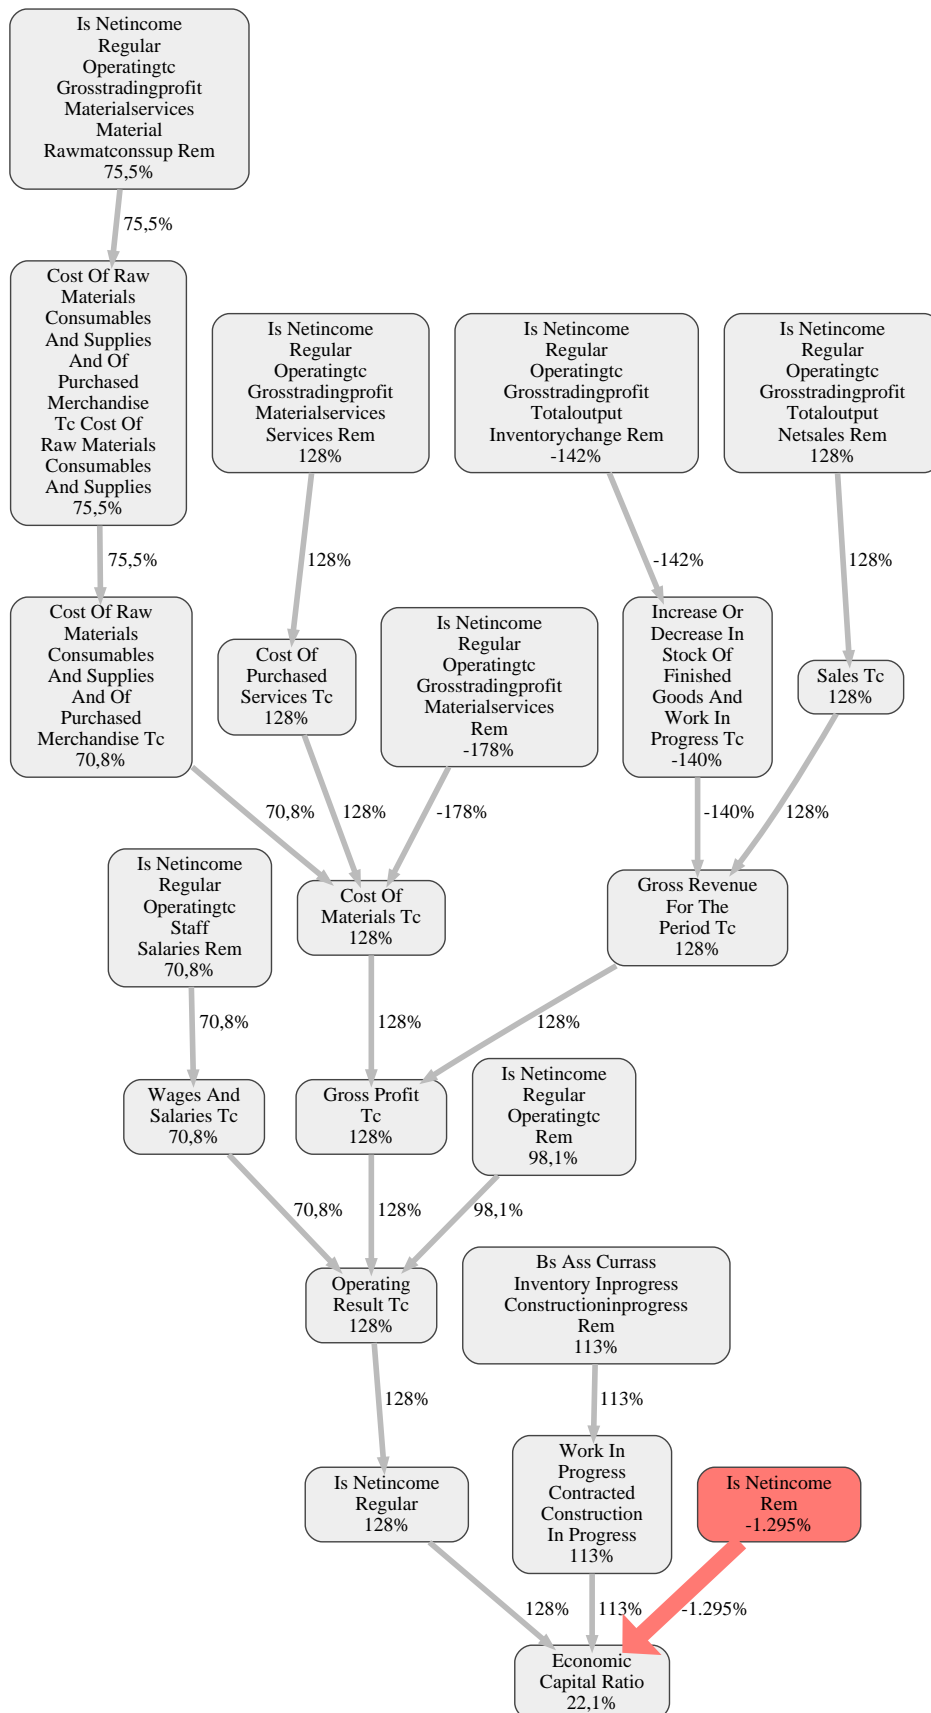 Is Netincome
Regular
Operatingtc
Grosstradingprofit
Materialservices
Material
Rawmatconssup Rem
75,5%
75,5%
Cost Of Raw
Materials
Consumables
And Supplies
And Of
Purchased
Merchandise
Tc Cost Of
Raw Materials
Consumables
And Supplies
75,5%
Is Netincome
Regular
Operatingtc
Grosstradingprofit
Materialservices
Services Rem
128%
Is Netincome
Regular
Operatingtc
Grosstradingprofit
Totaloutput
Inventorychange Rem
-142%
Is Netincome
Regular
Operatingtc
Grosstradingprofit
Totaloutput
Netsales Rem
128%
75,5%
128%
-142%
128%
Cost Of Raw
Materials
Consumables
And Supplies
And Of
Purchased
Merchandise Tc
70,8%
Cost Of
Purchased
Services Tc
128%
Is Netincome
Regular
Operatingtc
Grosstradingprofit
Materialservices
Rem
-178%
Increase Or
Decrease In
Stock Of
Finished
Goods And
Work In
Progress Tc
-140%
Sales Tc
128%
70,8%
128%
-178%
-140%
128%
Is Netincome
Regular
Operatingtc
Staff
Salaries Rem
70,8%
Cost Of
Materials Tc
128%
Gross Revenue
For The
Period Tc
128%
70,8%
128%
128%
Wages And
Salaries Tc
70,8%
Gross Profit
Tc
128%
Is Netincome
Regular
Operatingtc
Rem
98,1%
70,8%
128%
98,1%
Operating
Result Tc
128%
Bs Ass Currass
Inventory Inprogress
Constructioninprogress
Rem
113%
128%
113%
Is Netincome
Regular
128%
Work In
Progress
Contracted
Construction
In Progress
113%
Is Netincome
Rem
-1.295%
128%
113%
-1.295%
Economic
Capital Ratio
22,1%